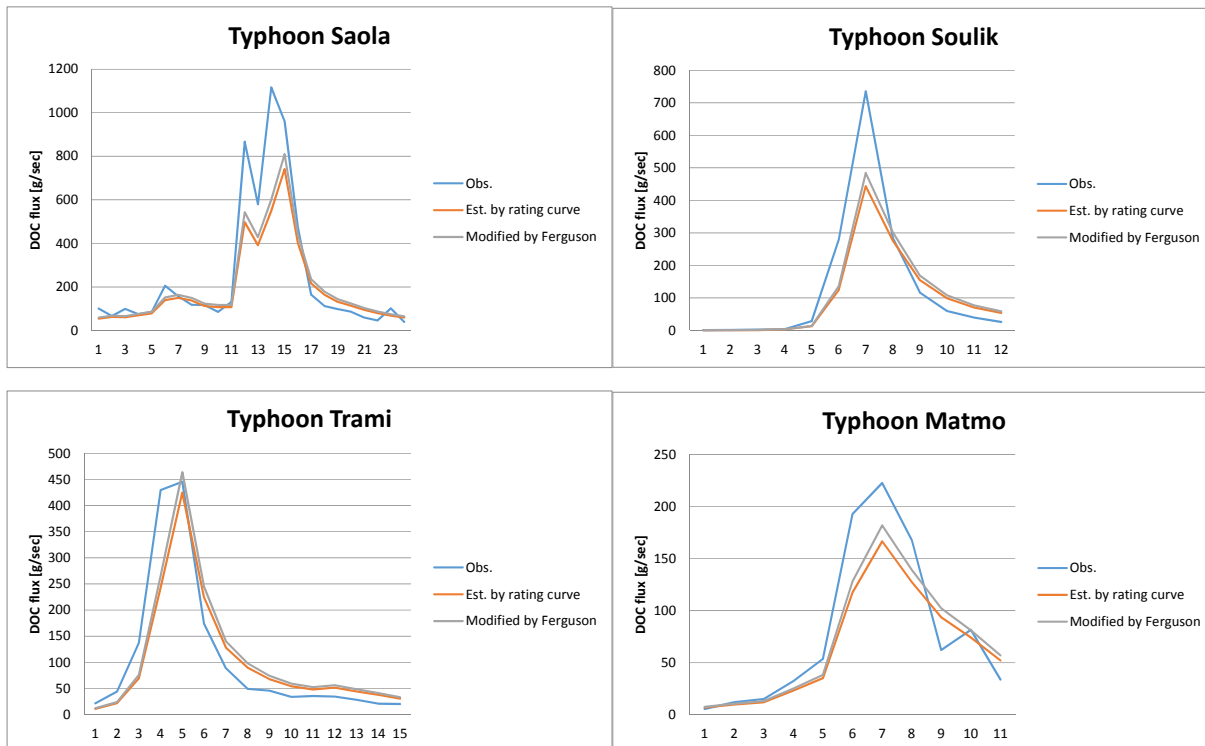 Typhoon Saola
DOC flux [g/sec]
1200
1000
800
600
400
200
0
1 3 5 7 9 11 13 15 17 19 21 23
Obs.
Est. by rating curve
Modified by Ferguson
Typhoon Soulik
DOC flux [g/sec]
800
700
600
500
400
300
200
100
0
1 2 3 4 5 6 7 8 9 10 11 12
Obs.
Est. by rating curve
Modified by Ferguson
Typhoon Trami
DOC flux [g/sec]
500
450
400
350
300
250
200
150
100
50
0
1 2 3 4 5 6 7 8 9 10 11 12 13 14 15
Obs.
Est. by rating curve
Modified by Ferguson
Typhoon Matmo
DOC flux [g/sec]
250
200
150
100
50
0
1 2 3 4 5 6 7 8 9 10 11
Obs.
Est. by rating curve
Modified by Ferguson